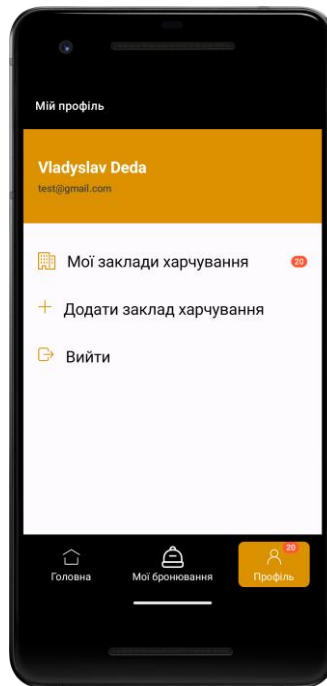 Мій профіль
Vladyslav Deda
test@gmail.com
Мої заклади харчування 20
Додати заклад харчування
Вийти
20
Головна Мої бронювання Профіль